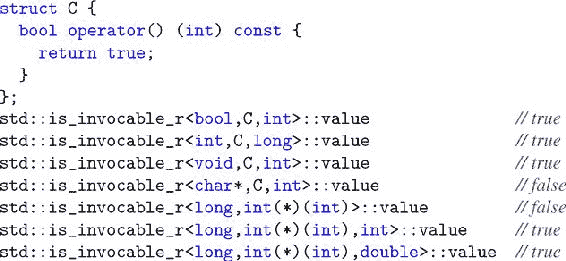 struct C {
  bool operator() (int) const {
    return true;
  }
};
std::is_invocable_r<bool,C,int>::value // true
std::is_invocable_r<int,C,long>::value // true
std::is_invocable_r<void,C,int>::value // true
std::is_invocable_r<char*,C,int>::value // false
std::is_invocable_r<long,int(*)(int)>::value // false
std::is_invocable_r<long,int(*)(int),int>::value // true
std::is_invocable_r<long,int(*)(int),double>::value // true